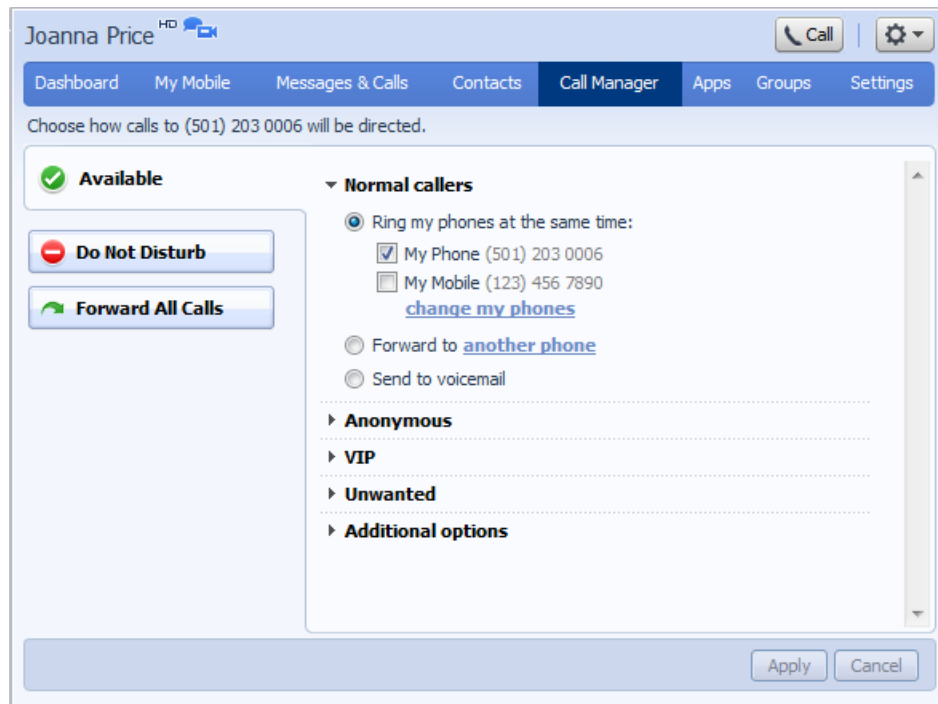 Joanna Price HD
Call
Dashboard My Mobile Messages & Calls Contacts Call Manager Apps Groups Settings
Choose how calls to (501) 203 0006 will be directed.
Available
Do Not Disturb
Forward All Calls
Normal callers
Ring my phones at the same time:
My Phone (501) 203 0006
My Mobile (123) 456 7890
change my phones
Forward to another phone
Send to voicemail
Anonymous
VIP
Unwanted
Additional options
Apply Cancel